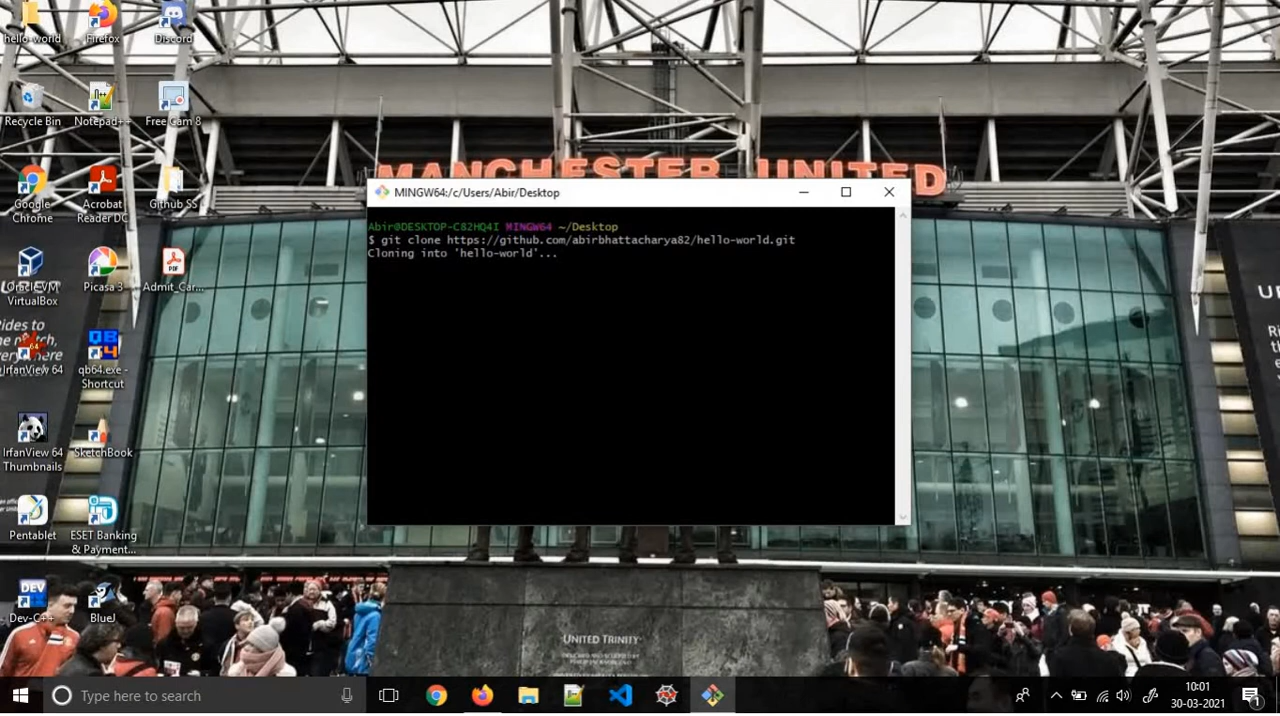 hello-world
Firefox
Discord
Recycle Bin
Notepad++
Free Cam 8
MANCHESTER UNITED
Google
Chrome
Acrobat
Reader DC
Github SS
MINGW64:/c/Users/Abir/Desktop
Abir@DESKTOP-C82HQ4I MINGW64 ~/Desktop
$ git clone https://github.com/abirbhattacharya82/hello-world.git
Cloning into 'hello-world'...
Oracle VM
VirtualBox
Picasa 3
Admit_Car...
PDF
IrfanView 64
qb64.exe -
Shortcut
IrfanView 64
Thumbnails
SketchBook
Pentablet
ESET Banking
& Payment...
DEV
Dev-C++
BlueJ
UNITED TRINITY
Type here to search
10:01
30-03-2021
1